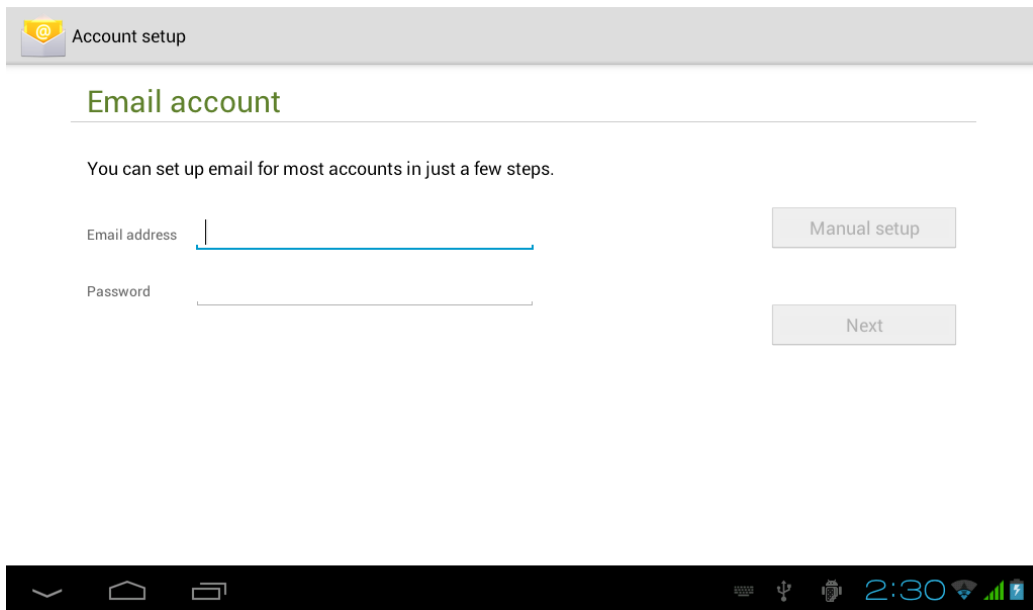 Account setup
Email account
You can set up email for most accounts in just a few steps.
Email address
Manual setup
Password
Next
2:30